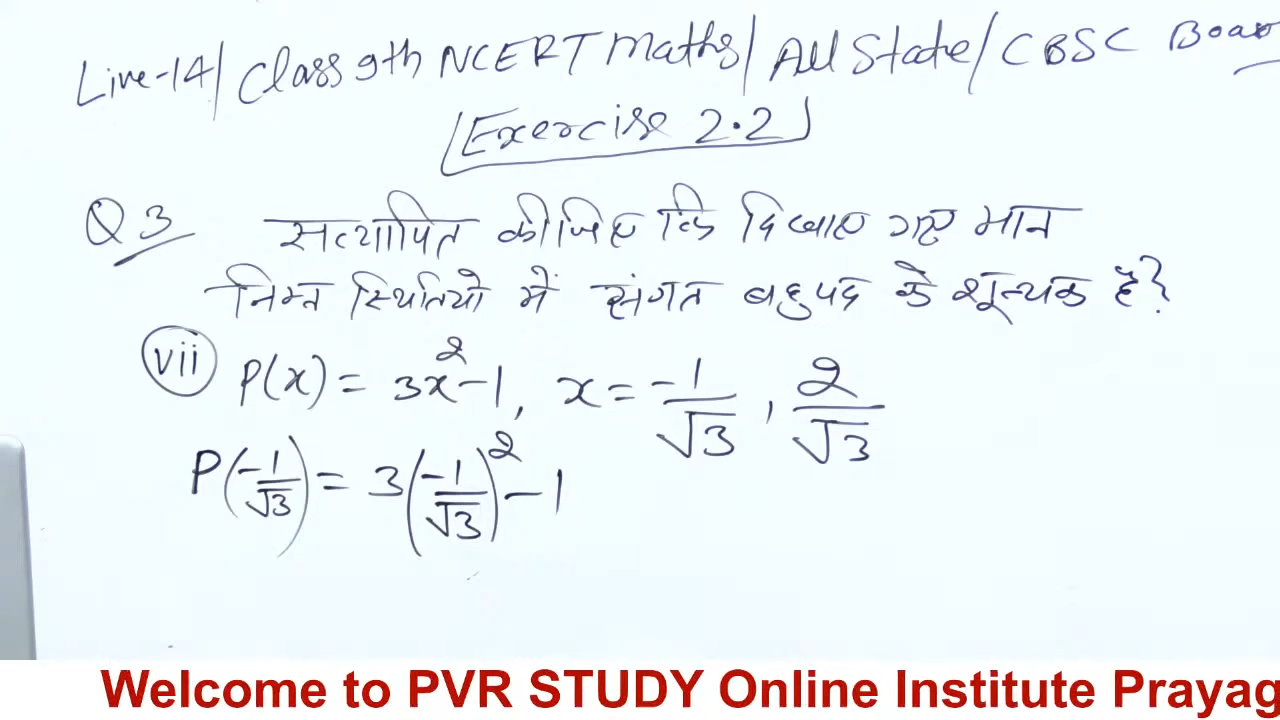 Live-14/ Class 9th NCERT Maths/ All State/ CBSC Boar
Exercise 2.2
Q 3 सत्यापित कीजिए कि दिखाए गए मान
निम्न स्थितियो में संगत बहुपद के शून्यक है?
vii P(x) = 3x²-1, x = -1/√3, 2/√3
P(-1/√3) = 3(-1/√3)² - 1
Welcome to PVR STUDY Online Institute Prayag